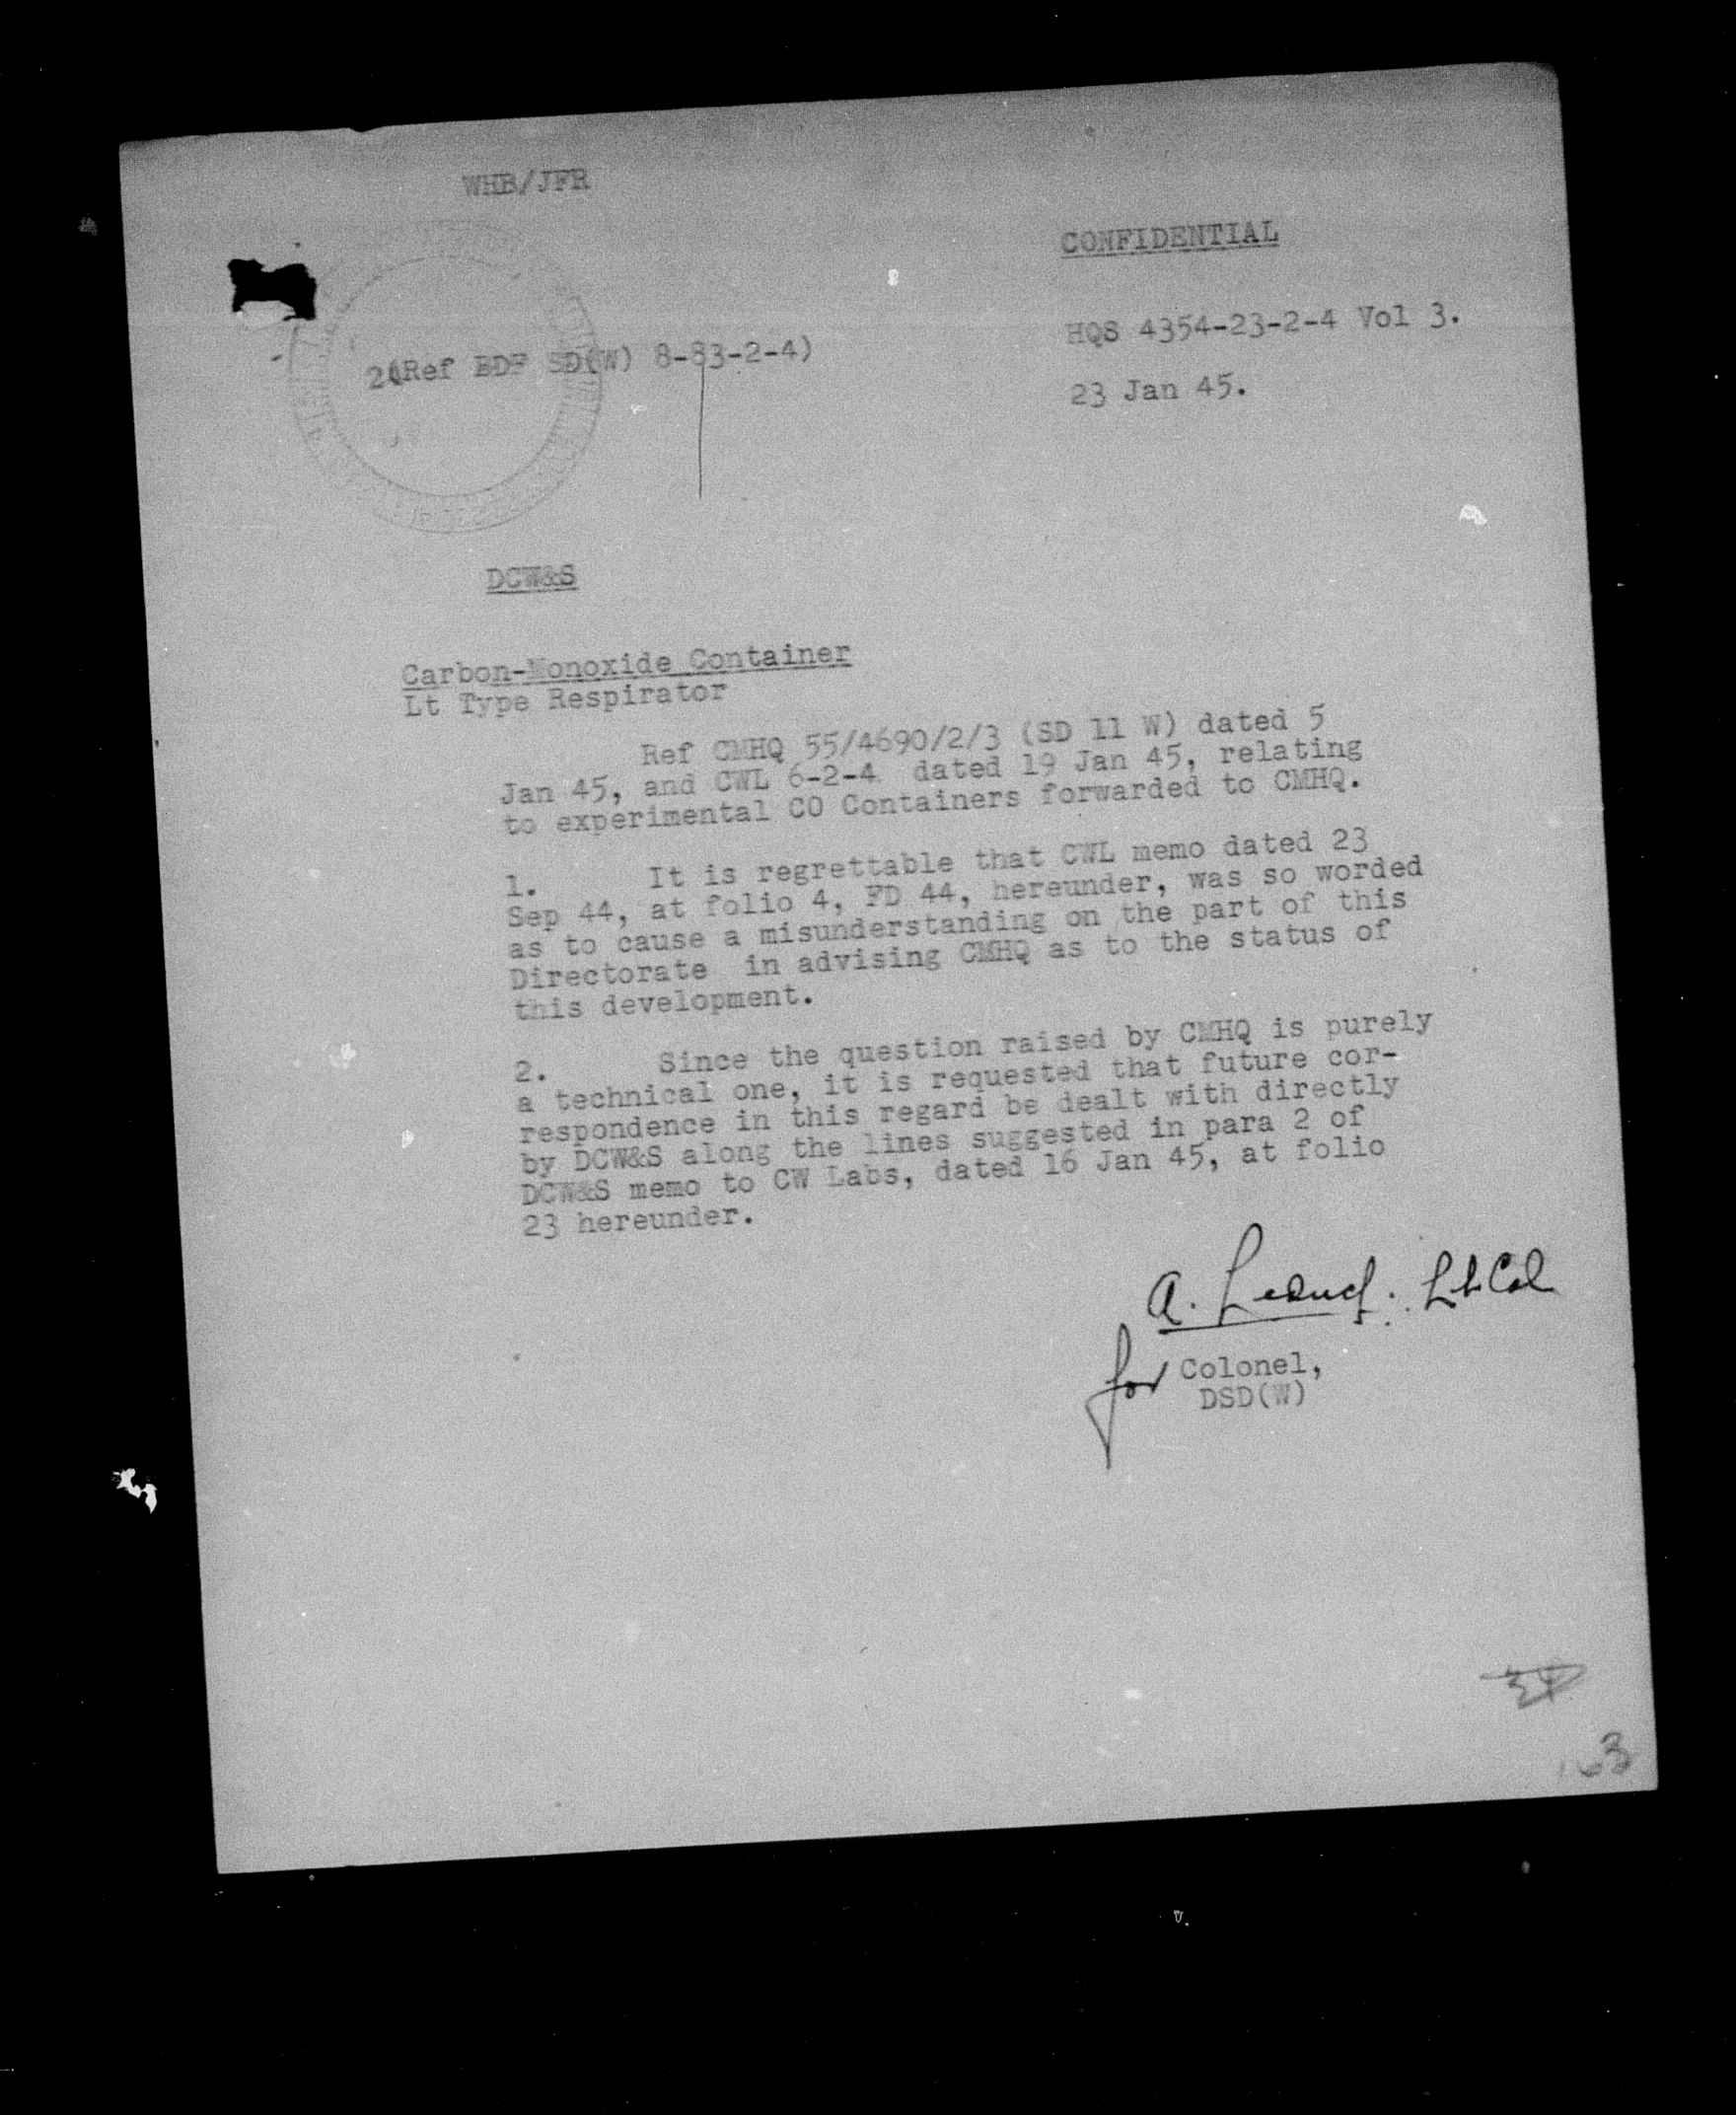 WHB/JFR
CONFIDENTIAL
HQS 4354-23-2-4 Vol 3.
(Ref BDF SD(W) 8-83-2-4)
23 Jan 45.
DCW&S
Carbon-Monoxide Container
Lt Type Respirator
Ref CMHQ 55/4690/2/3 (SD 11 W) dated 5
Jan 45, and CWL 6-2-4 dated 19 Jan 45, relating
to experimental CO Containers forwarded to CMHQ.
1. It is regrettable that CWL memo dated 23
Sep 44, at folio 4, FD 44, hereunder, was so worded
as to cause a misunderstanding on the part of this
Directorate in advising CMHQ as to the status of
this development.
2. Since the question raised by CMHQ is purely
a technical one, it is requested that future cor-
respondence in this regard be dealt with directly
by DCW&S along the lines suggested in para 2 of
DCW&S memo to CW Labs, dated 16 Jan 45, at folio
23 hereunder.
A. Lt Col
for Colonel,
DSD(W)